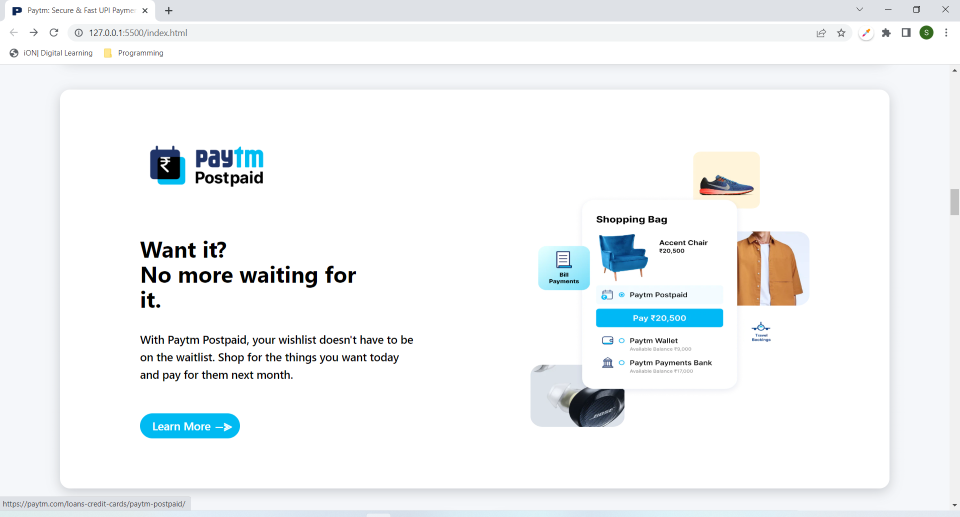 Paytm: Secure & Fast UPI Paymer
127.0.0.1:5500/index.html
S
iON| Digital Learning
Programming
paytm
Postpaid
Want it?
No more waiting for
it.
With Paytm Postpaid, your wishlist doesn't have to be
on the waitlist. Shop for the things you want today
and pay for them next month.
Learn More
Shopping Bag
Accent Chair
₹20,500
Bill
Payments
Paytm Postpaid
Pay ₹20,500
Paytm Wallet
Available Balance ₹9,000
Paytm Payments Bank
Available Balance ₹17,000
Travel
Bookings
BOSE
https://paytm.com/loans-credit-cards/paytm-postpaid/